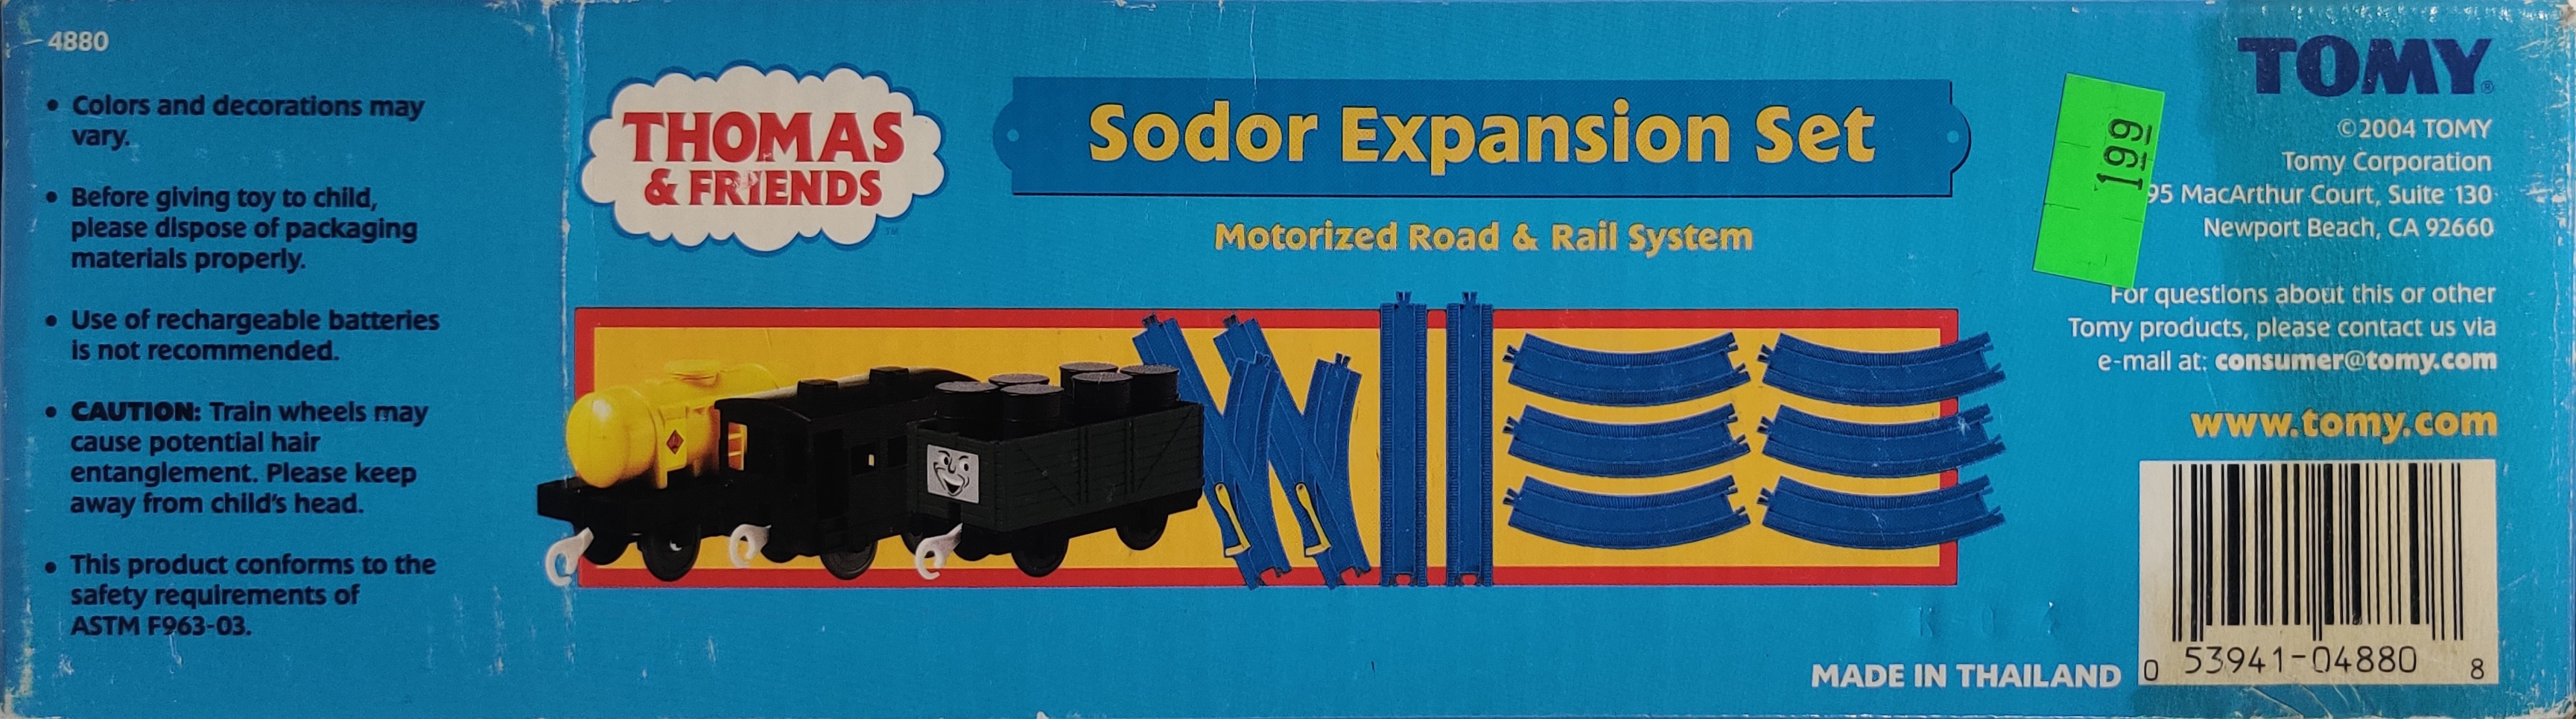 4880
• Colors and decorations may
vary.
• Before giving toy to child,
please dispose of packaging
materials properly.
• Use of rechargeable batteries
is not recommended.
• CAUTION: Train wheels may
cause potential hair
entanglement. Please keep
away from child's head.
• This product conforms to the
safety requirements of
ASTM F963-03.
THOMAS
& FRIENDS™
Sodor Expansion Set
Motorized Road & Rail System
199
TOMY®
©2004 TOMY
Tomy Corporation
95 MacArthur Court, Suite 130
Newport Beach, CA 92660
For questions about this or other
Tomy products, please contact us via
e-mail at: consumer@tomy.com
www.tomy.com
MADE IN THAILAND
0 53941-04880 8